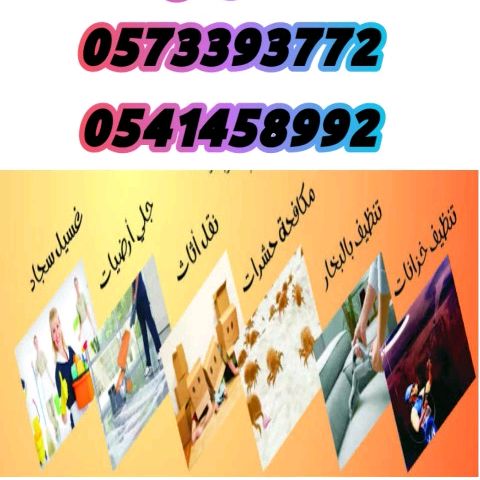 0573393772
0541458992
تنظيف خزانات
تنظيف بالبخار
مكافحة حشرات
نقل أثاث
جلي أرضيات
غسيل سجاد